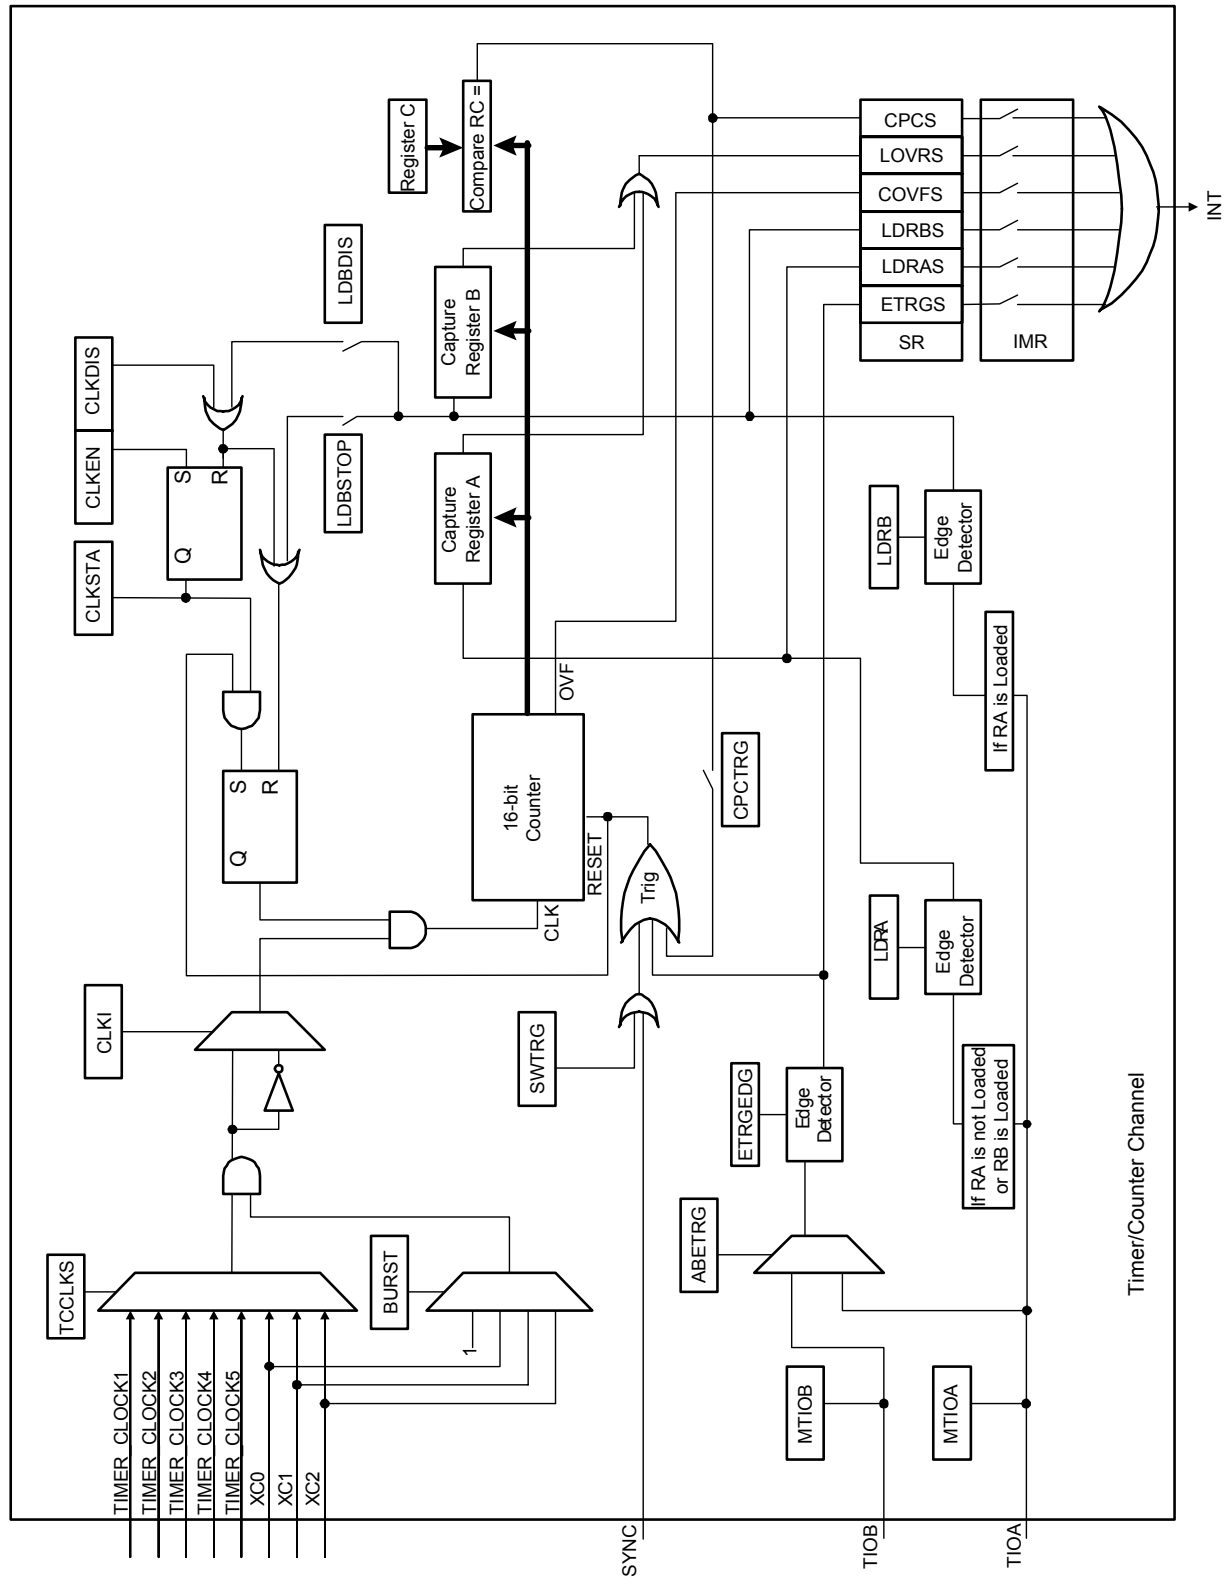 TCCLKS
TIMER_CLOCK1
TIMER_CLOCK2
TIMER_CLOCK3
TIMER_CLOCK4
TIMER_CLOCK5
XC0
XC1
XC2
CLKI
BURST
1
CLKSTA
CLKEN
CLKDIS
Q
S
R
Q
S
R
LDBSTOP
LDBDIS
Register C
Capture
Register A
Capture
Register B
Compare RC =
16-bit
Counter
CLK
OVF
RESET
SWTRG
SYNC
Trig
CPCTRG
ABETRG
ETRGEDG
Edge
Detector
MTIOB
TIOB
MTIOA
TIOA
LDRA
Edge
Detector
If RA is not Loaded
or RB is Loaded
LDRB
Edge
Detector
If RA is Loaded
CPCS
LOVRS
COVFS
LDRBS
LDRAS
ETRGS
SR
IMR
INT
Timer/Counter Channel